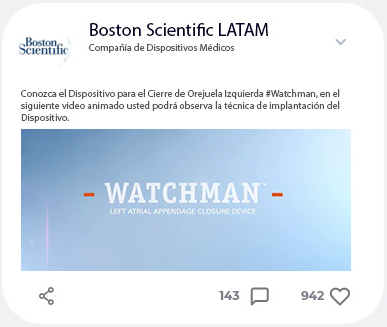 Boston Scientific LATAM
Boston
Scientific
Compañía de Dispositivos Médicos
Conozca el Dispositivo para el Cierre de Orejuela Izquierda #Watchman, en el
siguiente video animado usted podrá observa la técnica de implantación del
Dispositivo.
WATCHMAN™
LEFT ATRIAL APPENDAGE CLOSURE DEVICE
143
942